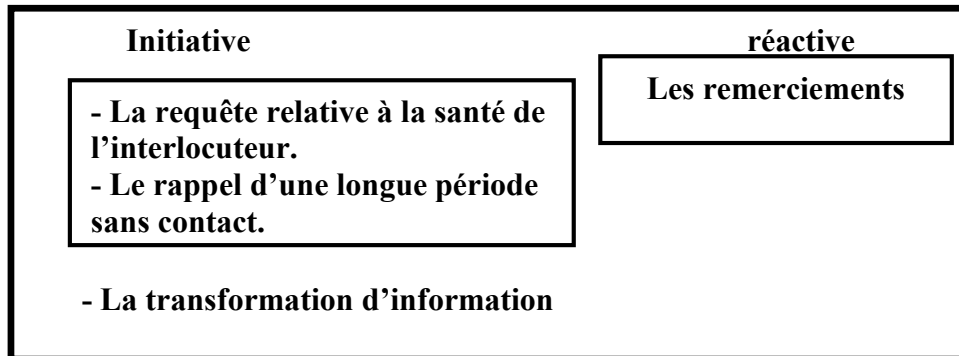 Initiative réactive
Les remerciements
- La requête relative à la santé de
l’interlocuteur.
- Le rappel d’une longue période
sans contact.
- La transformation d’information